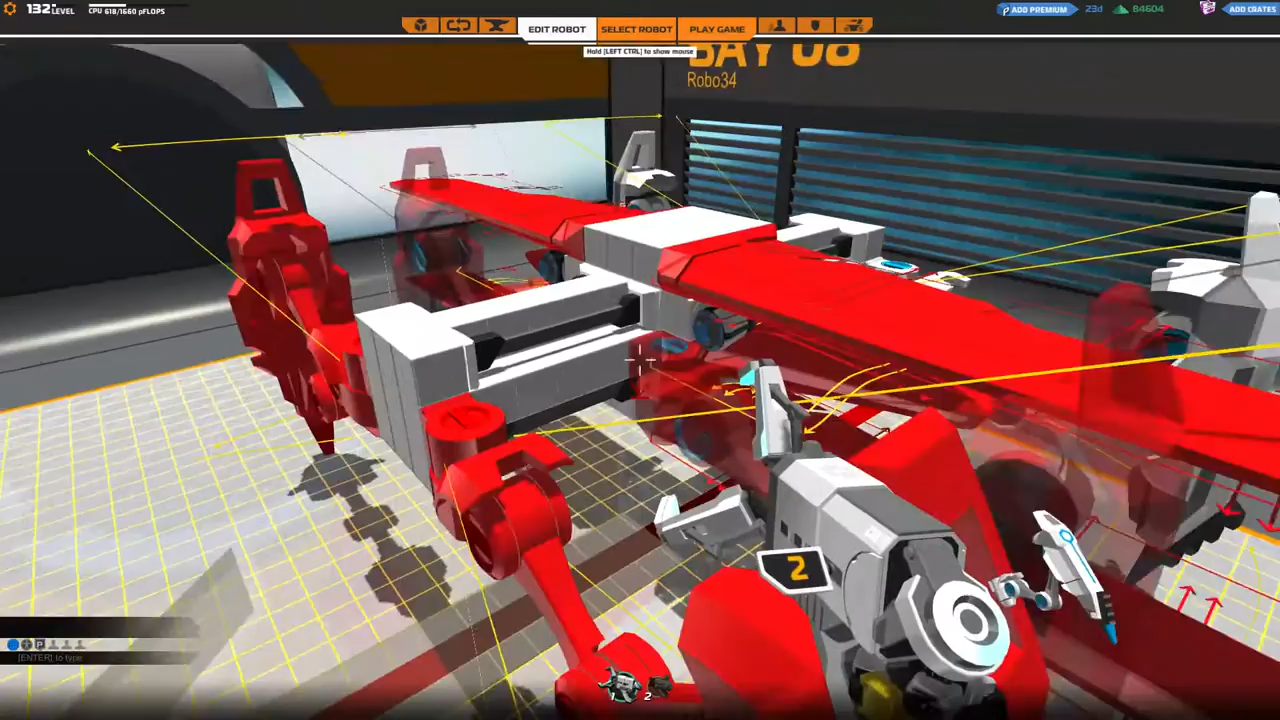 132 LEVEL
CPU 618/1660 pFLOPS
EDIT ROBOT
SELECT ROBOT
PLAY GAME
P ADD PREMIUM
23d
84604
ADD CRATES
Hold [LEFT CTRL] to show mouse
BAY 08
Robo34
2
P
[ENTER] to type
1
2